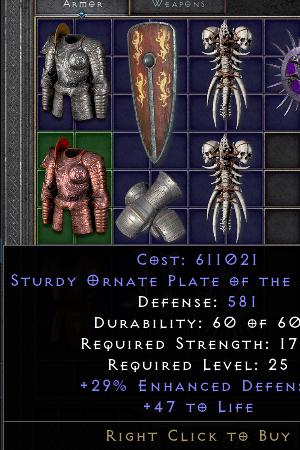 Armor Weapons
Cost: 611021
Sturdy Ornate Plate of the
Defense: 581
Durability: 60 of 60
Required Strength: 17
Required Level: 25
+29% Enhanced Defen
+47 to Life
Right Click to Buy